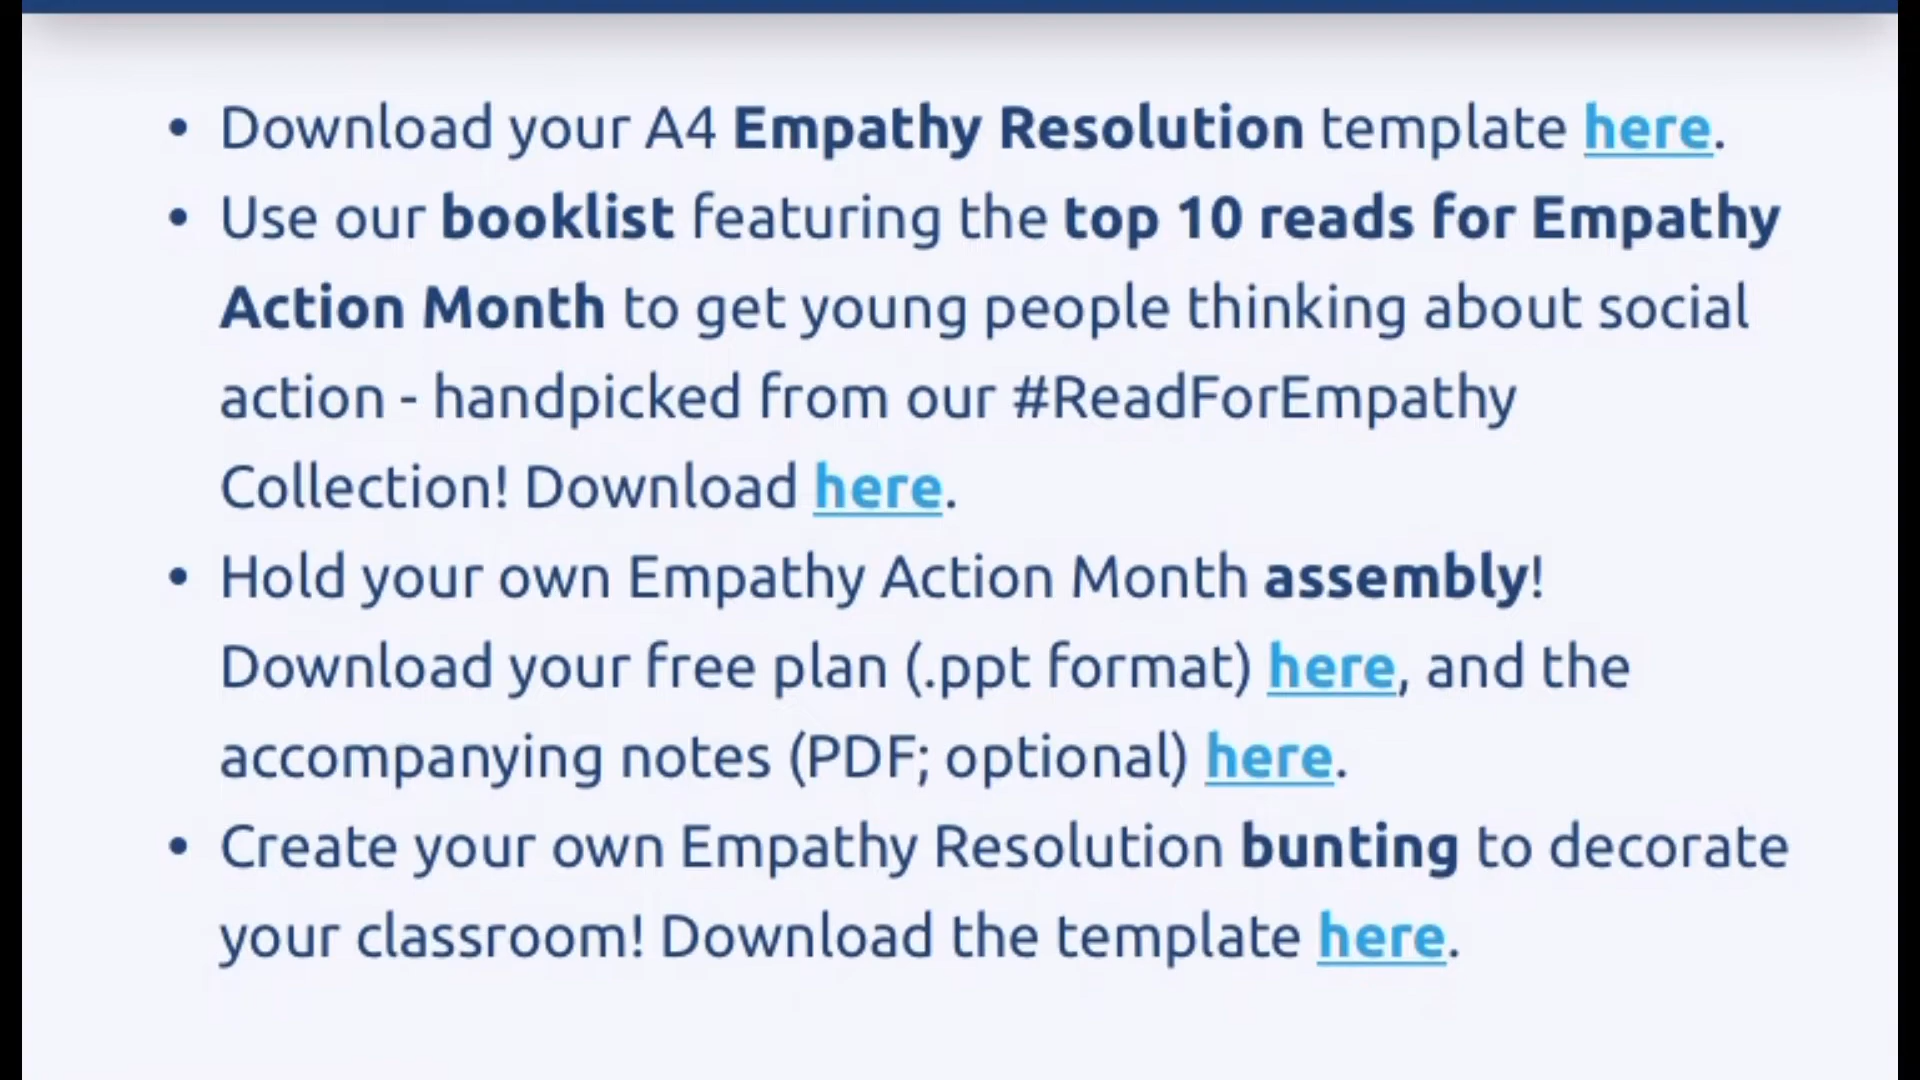 • Download your A4 Empathy Resolution template here.
• Use our booklist featuring the top 10 reads for Empathy
Action Month to get young people thinking about social
action - handpicked from our #ReadForEmpathy
Collection! Download here.
• Hold your own Empathy Action Month assembly!
Download your free plan (.ppt format) here, and the
accompanying notes (PDF; optional) here.
• Create your own Empathy Resolution bunting to decorate
your classroom! Download the template here.